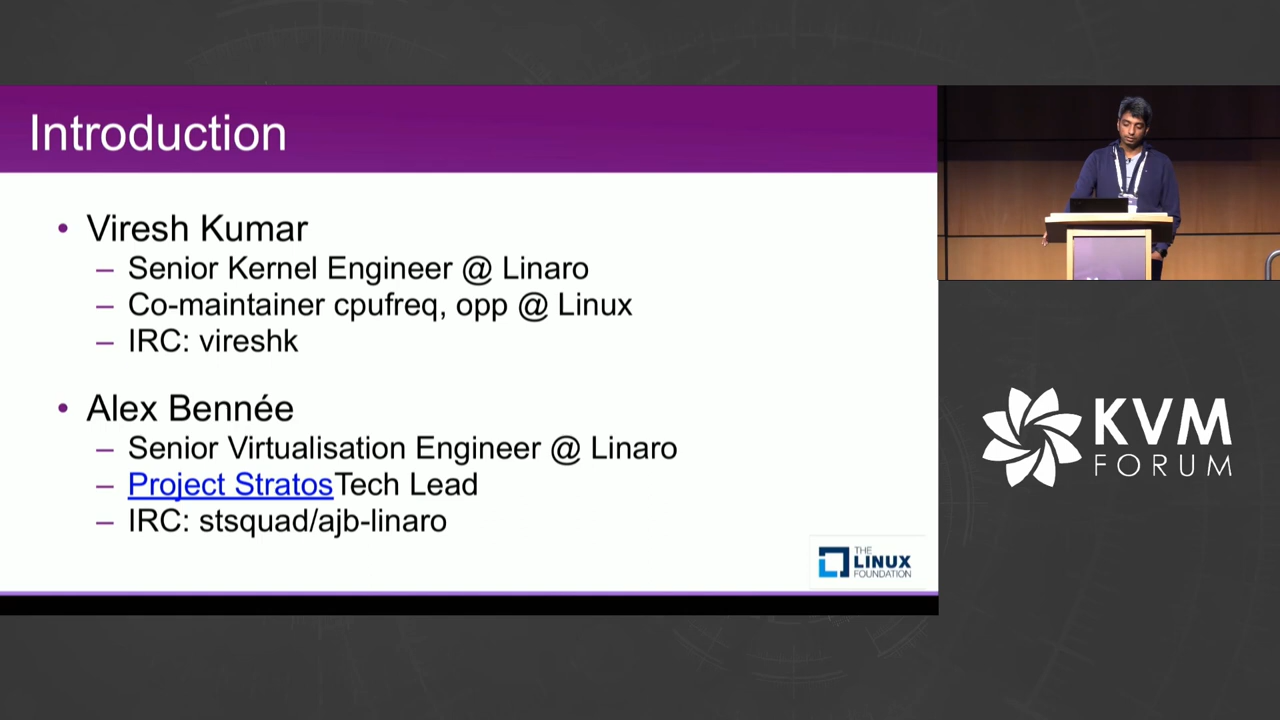 Introduction
• Viresh Kumar
– Senior Kernel Engineer @ Linaro
– Co-maintainer cpufreq, opp @ Linux
– IRC: vireshk
• Alex Bennée
– Senior Virtualisation Engineer @ Linaro
– Project StratosTech Lead
– IRC: stsquad/ajb-linaro
THE
LINUX
FOUNDATION
KVM
FORUM